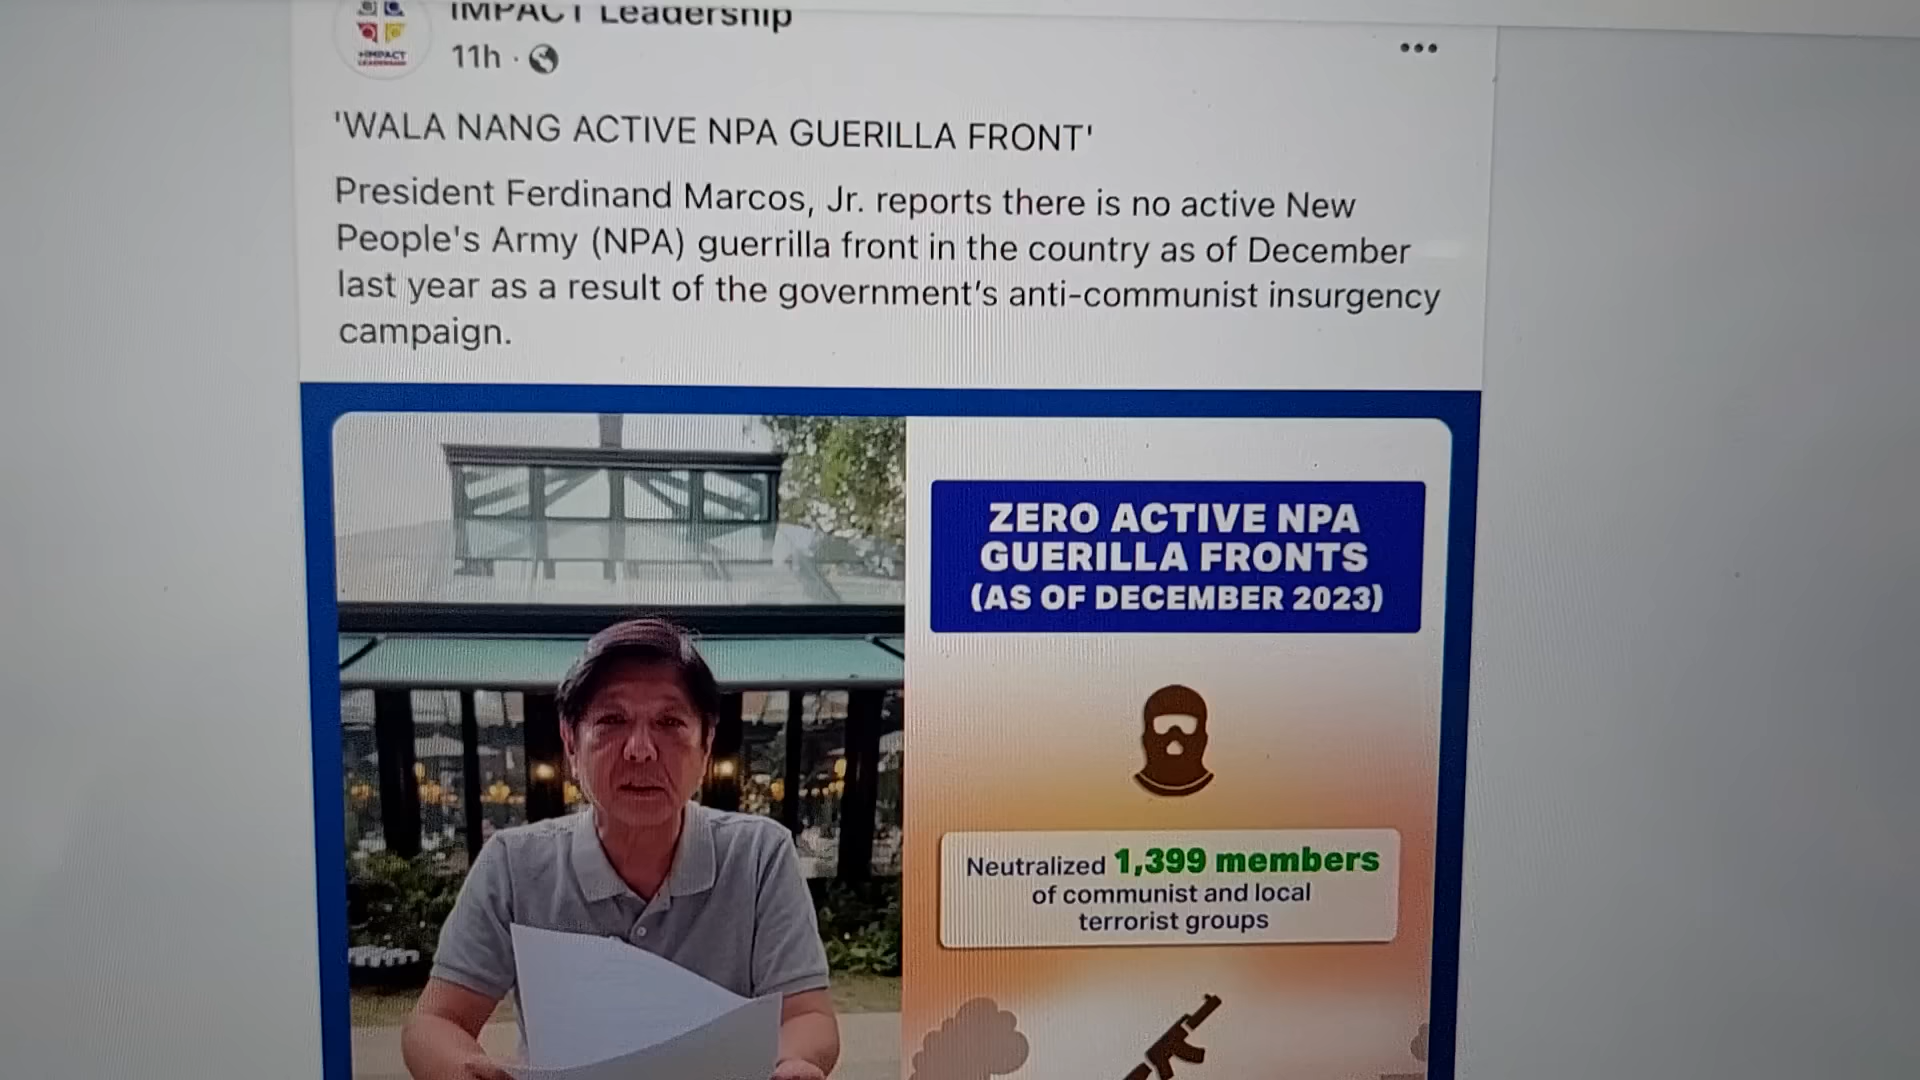 IMPACT Leadership
+IMPACT
LEADERSHIP
11h
'WALA NANG ACTIVE NPA GUERILLA FRONT'
President Ferdinand Marcos, Jr. reports there is no active New
People's Army (NPA) guerrilla front in the country as of December
last year as a result of the government's anti-communist insurgency
campaign.
ZERO ACTIVE NPA
GUERILLA FRONTS
(AS OF DECEMBER 2023)
Neutralized 1,399 members
of communist and local
terrorist groups